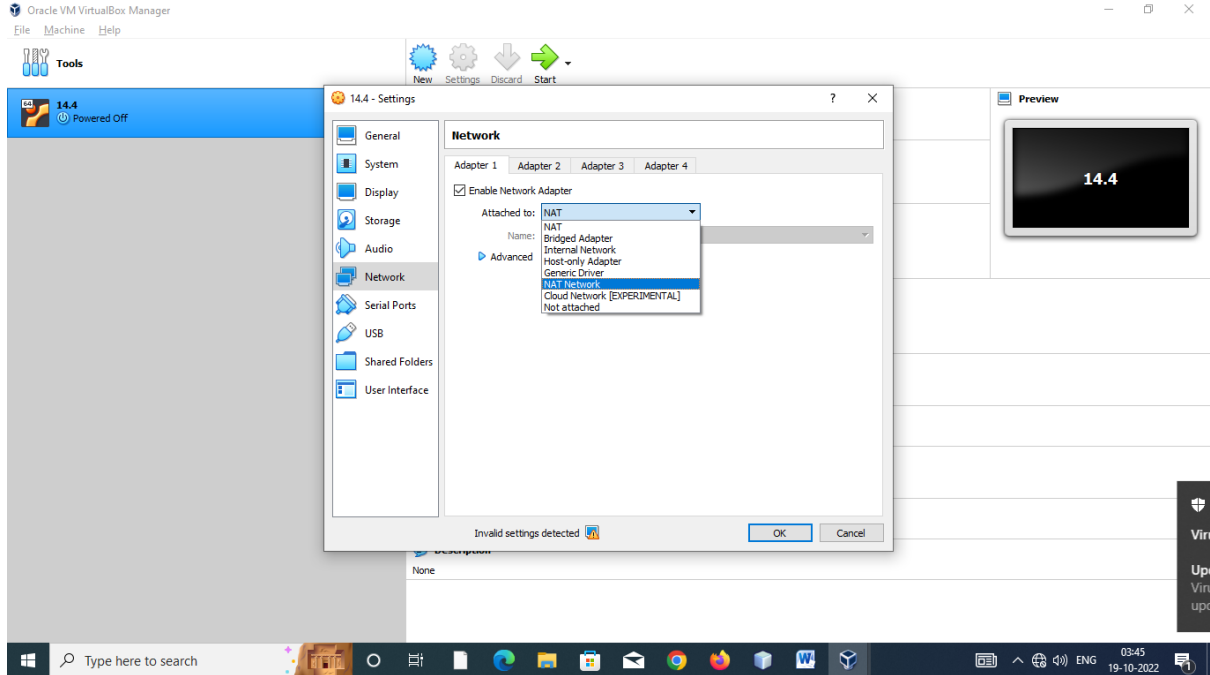 Oracle VM VirtualBox Manager
File Machine Help
Tools
New Settings Discard Start
64
14.4
Powered Off
14.4 - Settings
?
Preview
14.4
General
System
Display
Storage
Audio
Network
Serial Ports
USB
Shared Folders
User Interface
Network
Adapter 1 Adapter 2 Adapter 3 Adapter 4
Enable Network Adapter
Attached to: NAT
Name:
Advanced
NAT
Bridged Adapter
Internal Network
Host-only Adapter
Generic Driver
NAT Network
Cloud Network [EXPERIMENTAL]
Not attached
Invalid settings detected
OK Cancel
None
Type here to search
ENG
03:45
19-10-2022
1